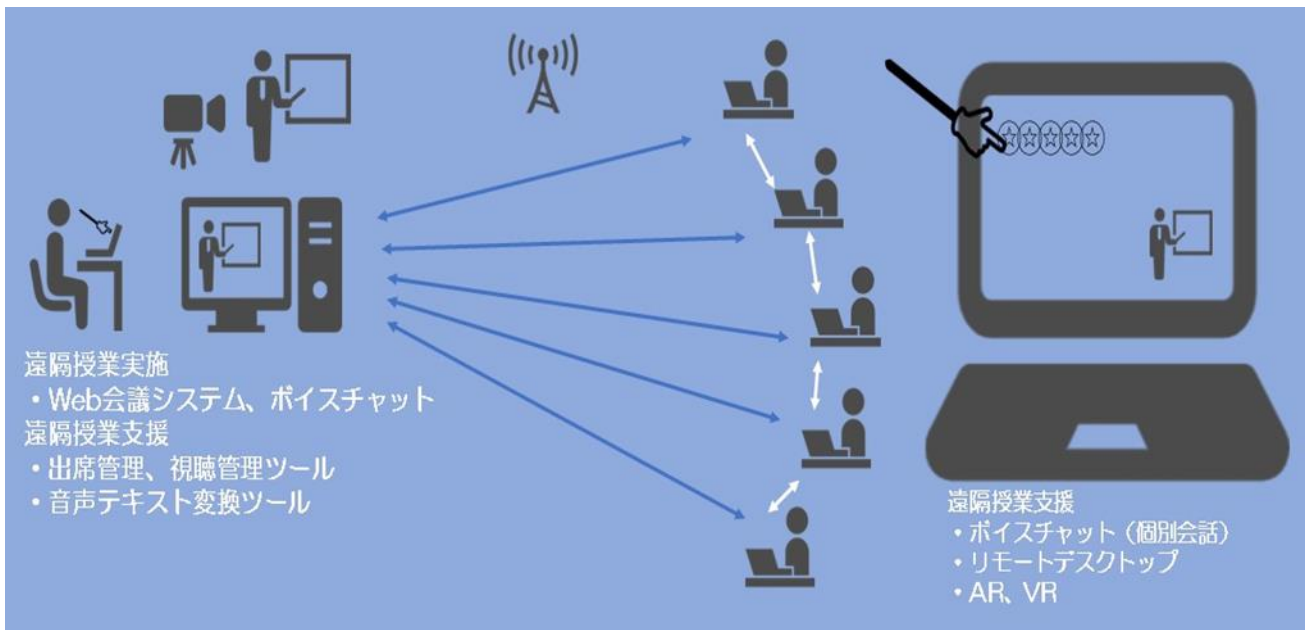 遠隔授業実施
・Web会議システム、ボイスチャット
遠隔授業支援
・出席管理、視聴管理ツール
・音声テキスト変換ツール
遠隔授業支援
・ボイスチャット（個別会話）
・リモートデスクトップ
・AR、VR